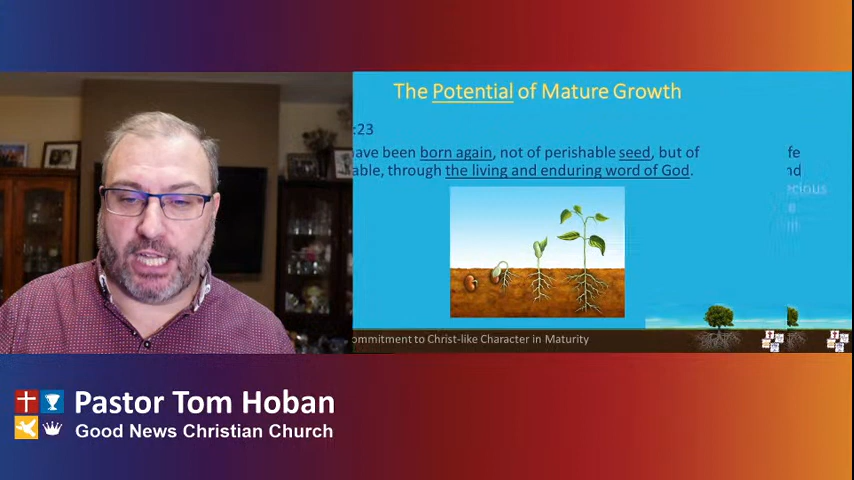 The Potential of Mature Growth
:23
have been born again, not of perishable seed, but of
able, through the living and enduring word of God.
fe
nd
cious
ommitment to Christ-like Character in Maturity
Pastor Tom Hoban
Good News Christian Church